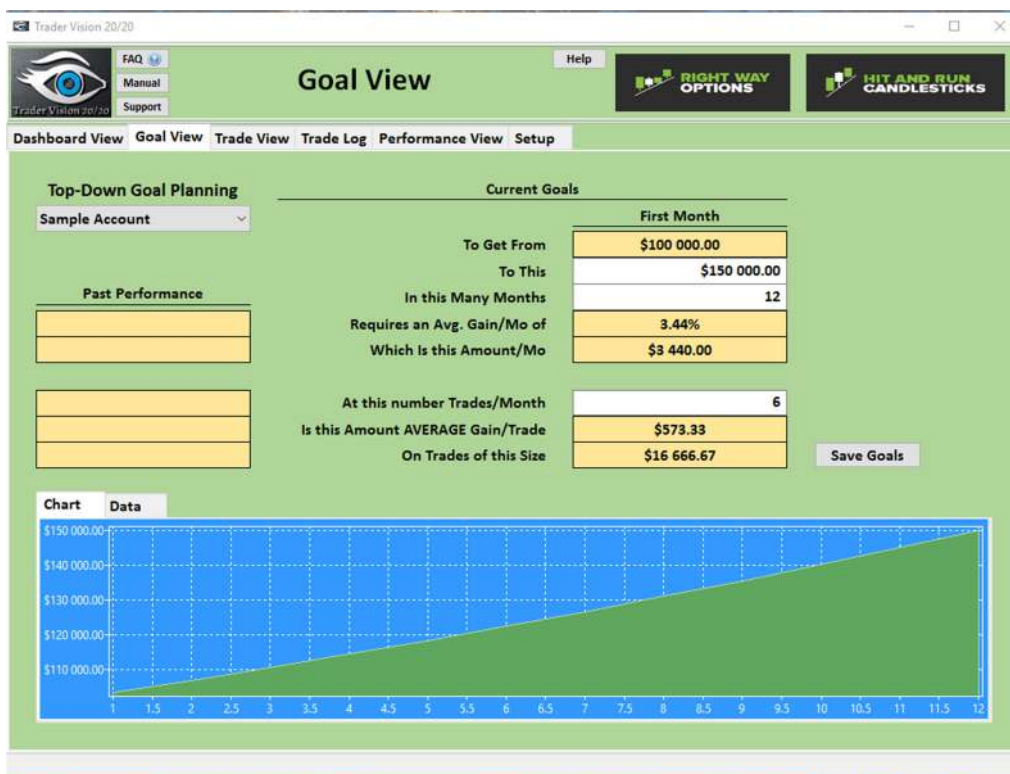 Trader Vision 20/20
FAQ
Manual
Support
Trader Vision 20/20
Goal View
Help
RIGHT WAY
OPTIONS
HIT AND RUN
CANDLESTICKS
Dashboard View Goal View Trade View Trade Log Performance View Setup
Top-Down Goal Planning
Sample Account
Past Performance
Current Goals
First Month
To Get From $100 000.00
To This $150 000.00
In this Many Months 12
Requires an Avg. Gain/Mo of 3.44%
Which Is this Amount/Mo $3 440.00
At this number Trades/Month 6
Is this Amount AVERAGE Gain/Trade $573.33
On Trades of this Size $16 666.67
Save Goals
Chart Data
$150 000.00
$140 000.00
$130 000.00
$120 000.00
$110 000.00
1 1.5 2 2.5 3 3.5 4 4.5 5 5.5 6 6.5 7 7.5 8 8.5 9 9.5 10 10.5 11 11.5 12